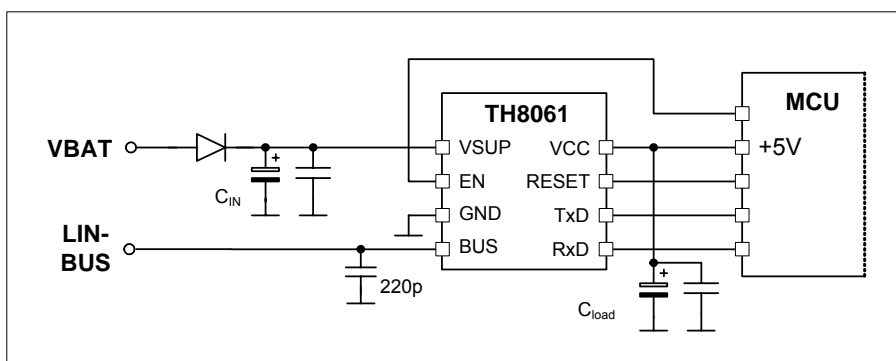 TH8061
MCU
VBAT
+
C_IN
VSUP
VCC
+5V
EN
RESET
GND
TxD
LIN-
BUS
BUS
RxD
220p
+
C_load